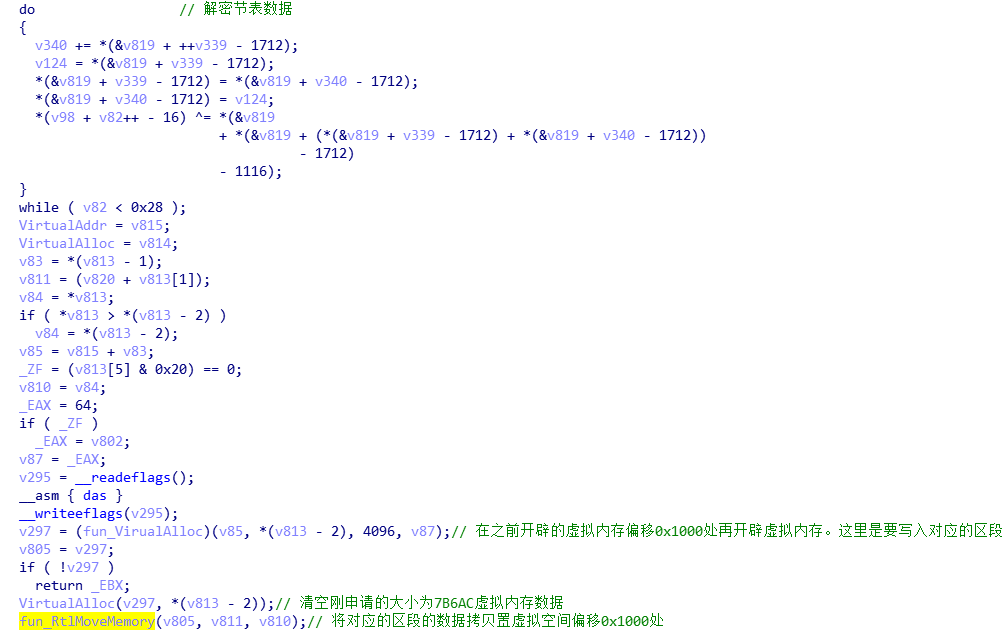 do // 解密节表数据
{
v340 += *(&v819 + ++v339 - 1712);
v124 = *(&v819 + v339 - 1712);
*(&v819 + v339 - 1712) = *(&v819 + v340 - 1712);
*(&v819 + v340 - 1712) = v124;
*(v98 + v82++ - 16) ^= *(&v819
+ *(&v819 + (*(&v819 + v339 - 1712) + *(&v819 + v340 - 1712))
- 1712)
- 1116);
}
while ( v82 < 0x28 );
VirtualAddr = v815;
VirtualAlloc = v814;
v83 = *(v813 - 1);
v811 = (v820 + v813[1]);
v84 = *v813;
if ( *v813 > *(v813 - 2) )
v84 = *(v813 - 2);
v85 = v815 + v83;
_ZF = (v813[5] & 0x20) == 0;
v810 = v84;
_EAX = 64;
if ( _ZF )
_EAX = v802;
v87 = _EAX;
v295 = __readeflags();
__asm { das }
__writeeflags(v295);
v297 = (fun_VirualAlloc)(v85, *(v813 - 2), 4096, v87);// 在之前开辟的虚拟内存偏移0x1000处再开辟虚拟内存。这里是要写入对应的区段
v805 = v297;
if ( !v297 )
return _EBX;
VirtualAlloc(v297, *(v813 - 2));// 清空刚申请的大小为7B6AC虚拟内存数据
fun_RtlMoveMemory(v805, v811, v810);// 将对应的区段的数据拷贝置虚拟空间偏移0x1000处